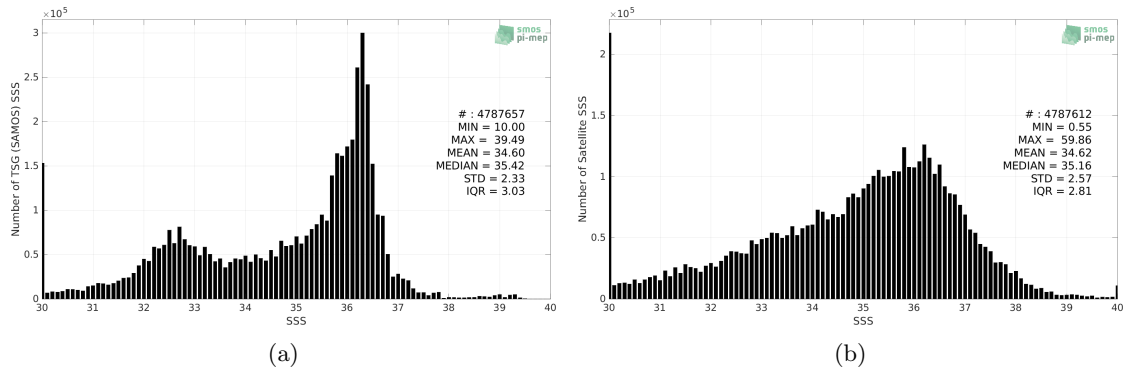 ×10⁵
3
2.5
2
1.5
1
0.5
0
Number of TSG (SAMOS) SSS
smos
pi-mep
# : 4787657
MIN = 10.00
MAX = 39.49
MEAN = 34.60
MEDIAN = 35.42
STD = 2.33
IQR = 3.03
30 31 32 33 34 35 36 37 38 39 40
SSS
(a)
×10⁵
2
1.5
1
0.5
0
Number of Satellite SSS
smos
pi-mep
# : 4787612
MIN = 0.55
MAX = 59.86
MEAN = 34.62
MEDIAN = 35.16
STD = 2.57
IQR = 2.81
30 31 32 33 34 35 36 37 38 39 40
SSS
(b)